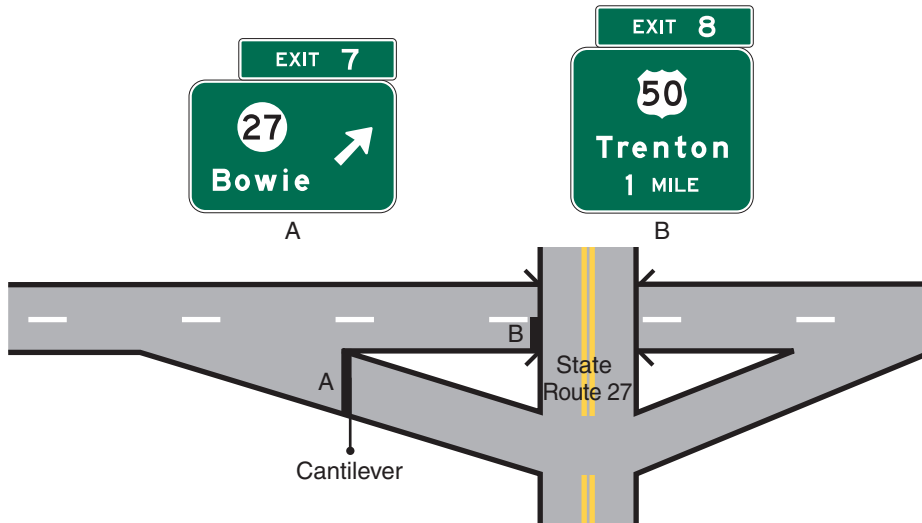 EXIT 7
27
Bowie
A
EXIT 8
50
Trenton
1 MILE
B
B
A
State
Route 27
Cantilever